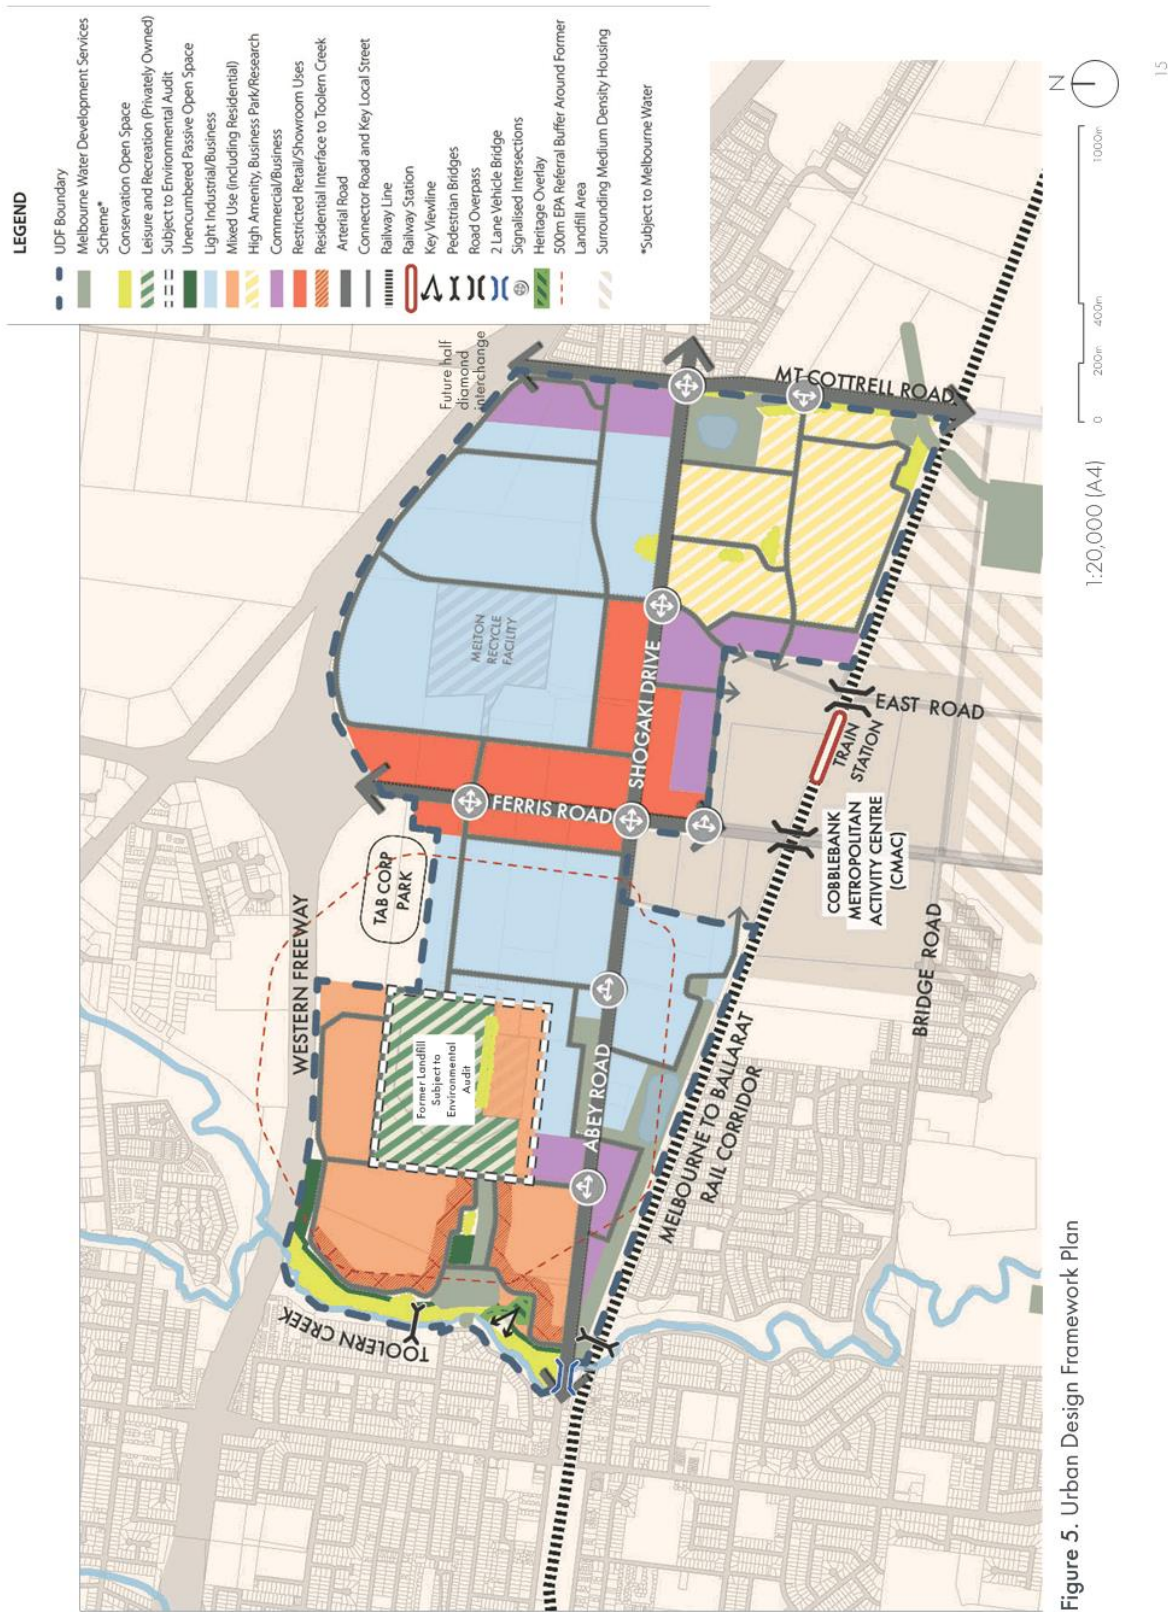 LEGEND
UDF Boundary
Melbourne Water Development Services
Scheme*
Conservation Open Space
Leisure and Recreation (Privately Owned)
Subject to Environmental Audit
Unencumbered Passive Open Space
Light Industrial/Business
Mixed Use (including Residential)
High Amenity, Business Park/Research
Commercial/Business
Restricted Retail/Showroom Uses
Residential Interface to Toolern Creek
Arterial Road
Connector Road and Key Local Street
Railway Line
Railway Station
Key Viewline
Pedestrian Bridges
Road Overpass
2 Lane Vehicle Bridge
Signalised Intersections
Heritage Overlay
500m EPA Referral Buffer Around Former
Landfill Area
Surrounding Medium Density Housing
*Subject to Melbourne Water
N
0
200m
400m
1000m
1:20,000 (A4)
Future half
diamond
interchange
MT COTTRELL ROAD
MELTON
RECYCLE
FACILITY
SHOGAKI DRIVE
FERRIS ROAD
EAST ROAD
TRAIN
STATION
COBBLEBANK
METROPOLITAN
ACTIVITY CENTRE
(CMAC)
TAB CORP
PARK
WESTERN FREEWAY
Former Landfill
Subject to
Environmental
Audit
ABEY ROAD
BRIDGE ROAD
MELBOURNE TO BALLARAT
RAIL CORRIDOR
TOOLERN CREEK
Figure 5. Urban Design Framework Plan
15